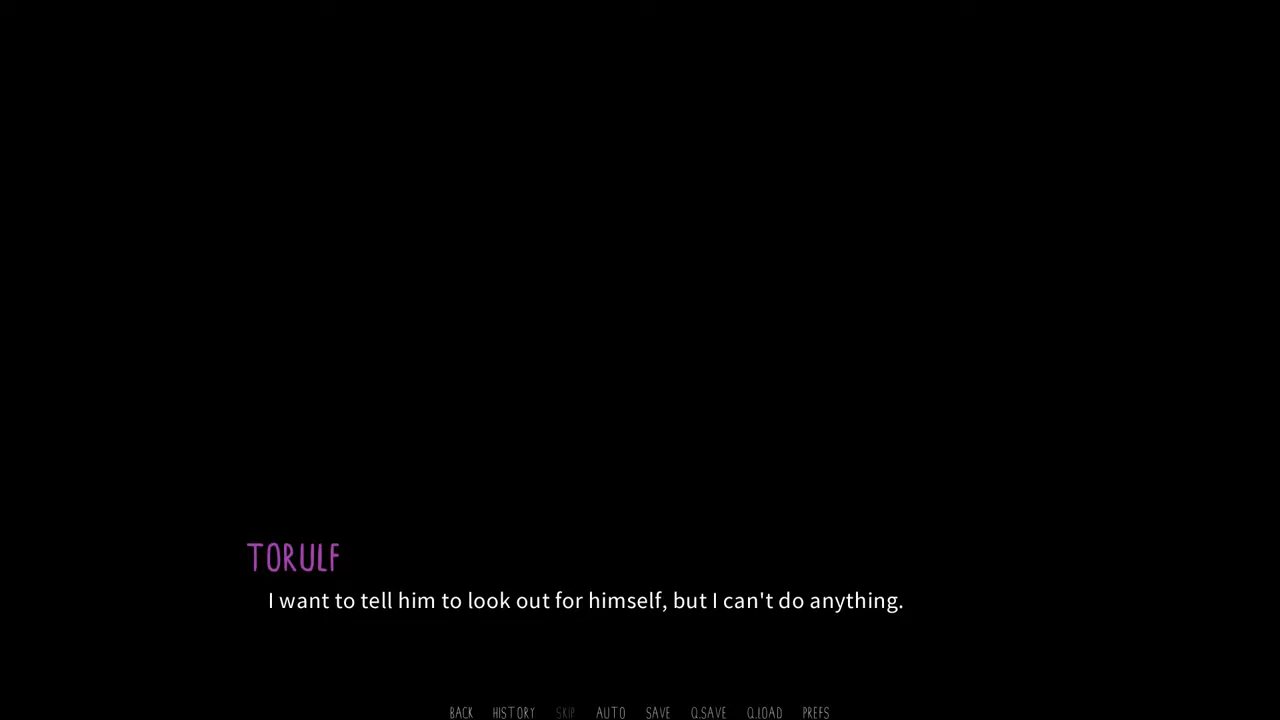 TORULF
I want to tell him to look out for himself, but I can't do anything.
BACK HISTORY SKIP AUTO SAVE Q.SAVE Q.LOAD PREFS